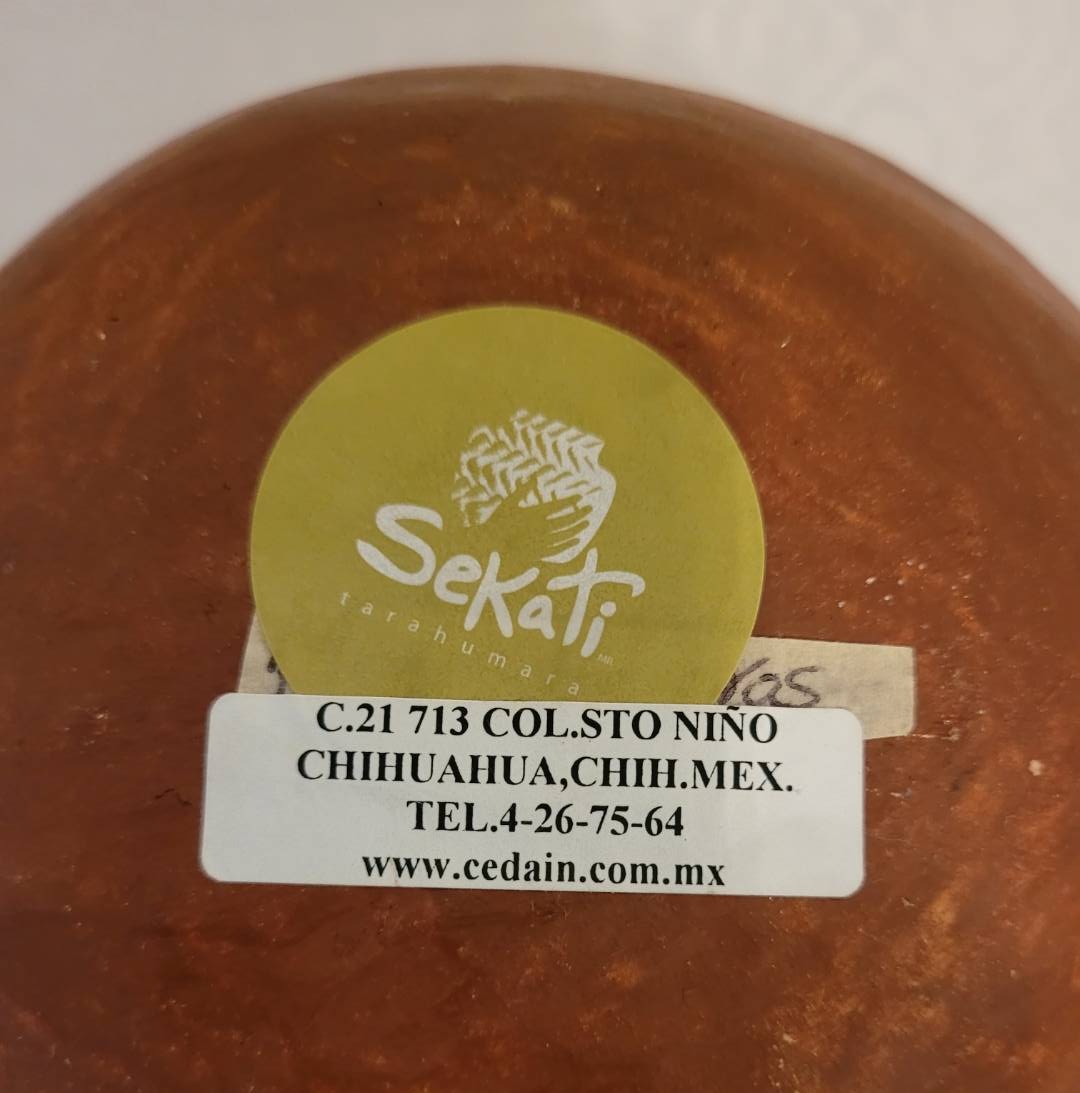 Sekati
tarahumara
C.21 713 COL.STO NIÑO
CHIHUAHUA,CHIH.MEX.
TEL.4-26-75-64
www.cedain.com.mx